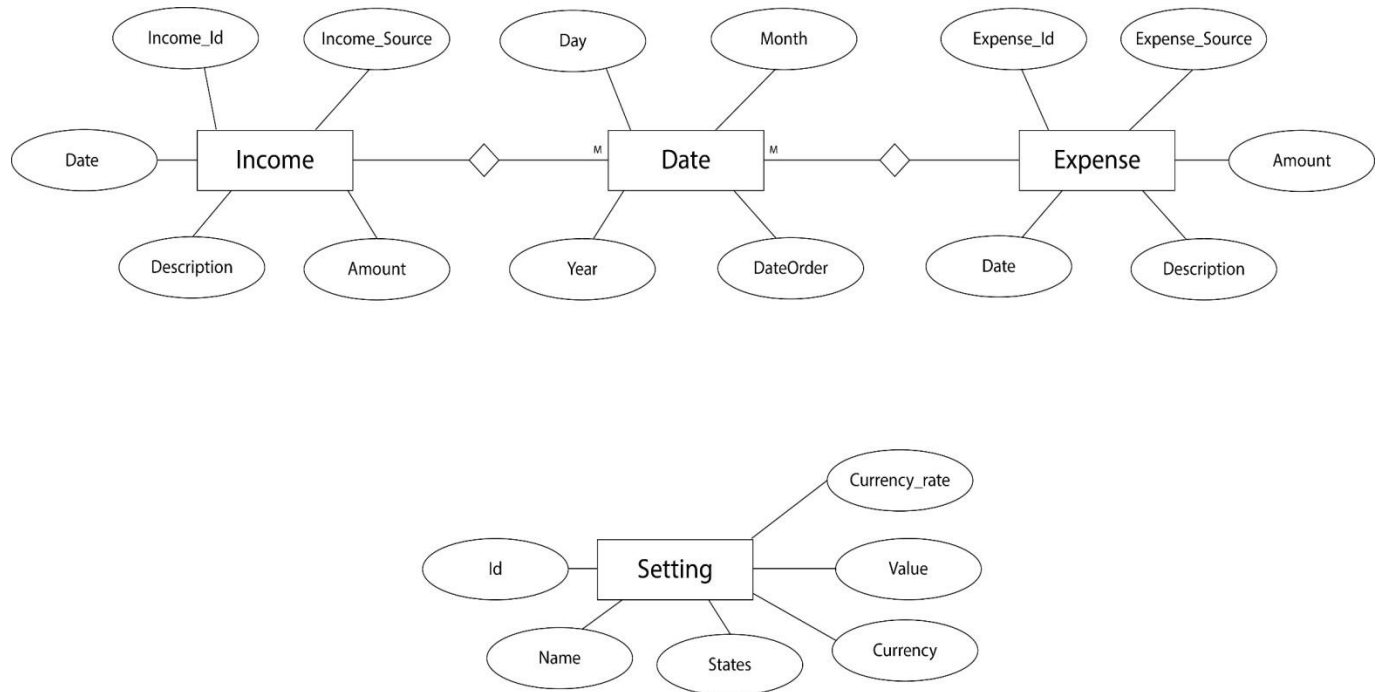 Income_Id
Income_Source
Day
Month
Expense_Id
Expense_Source
Date
Income
M
Date
M
Expense
Amount
Description
Amount
Year
DateOrder
Date
Description
Currency_rate
Id
Setting
Value
Name
States
Currency